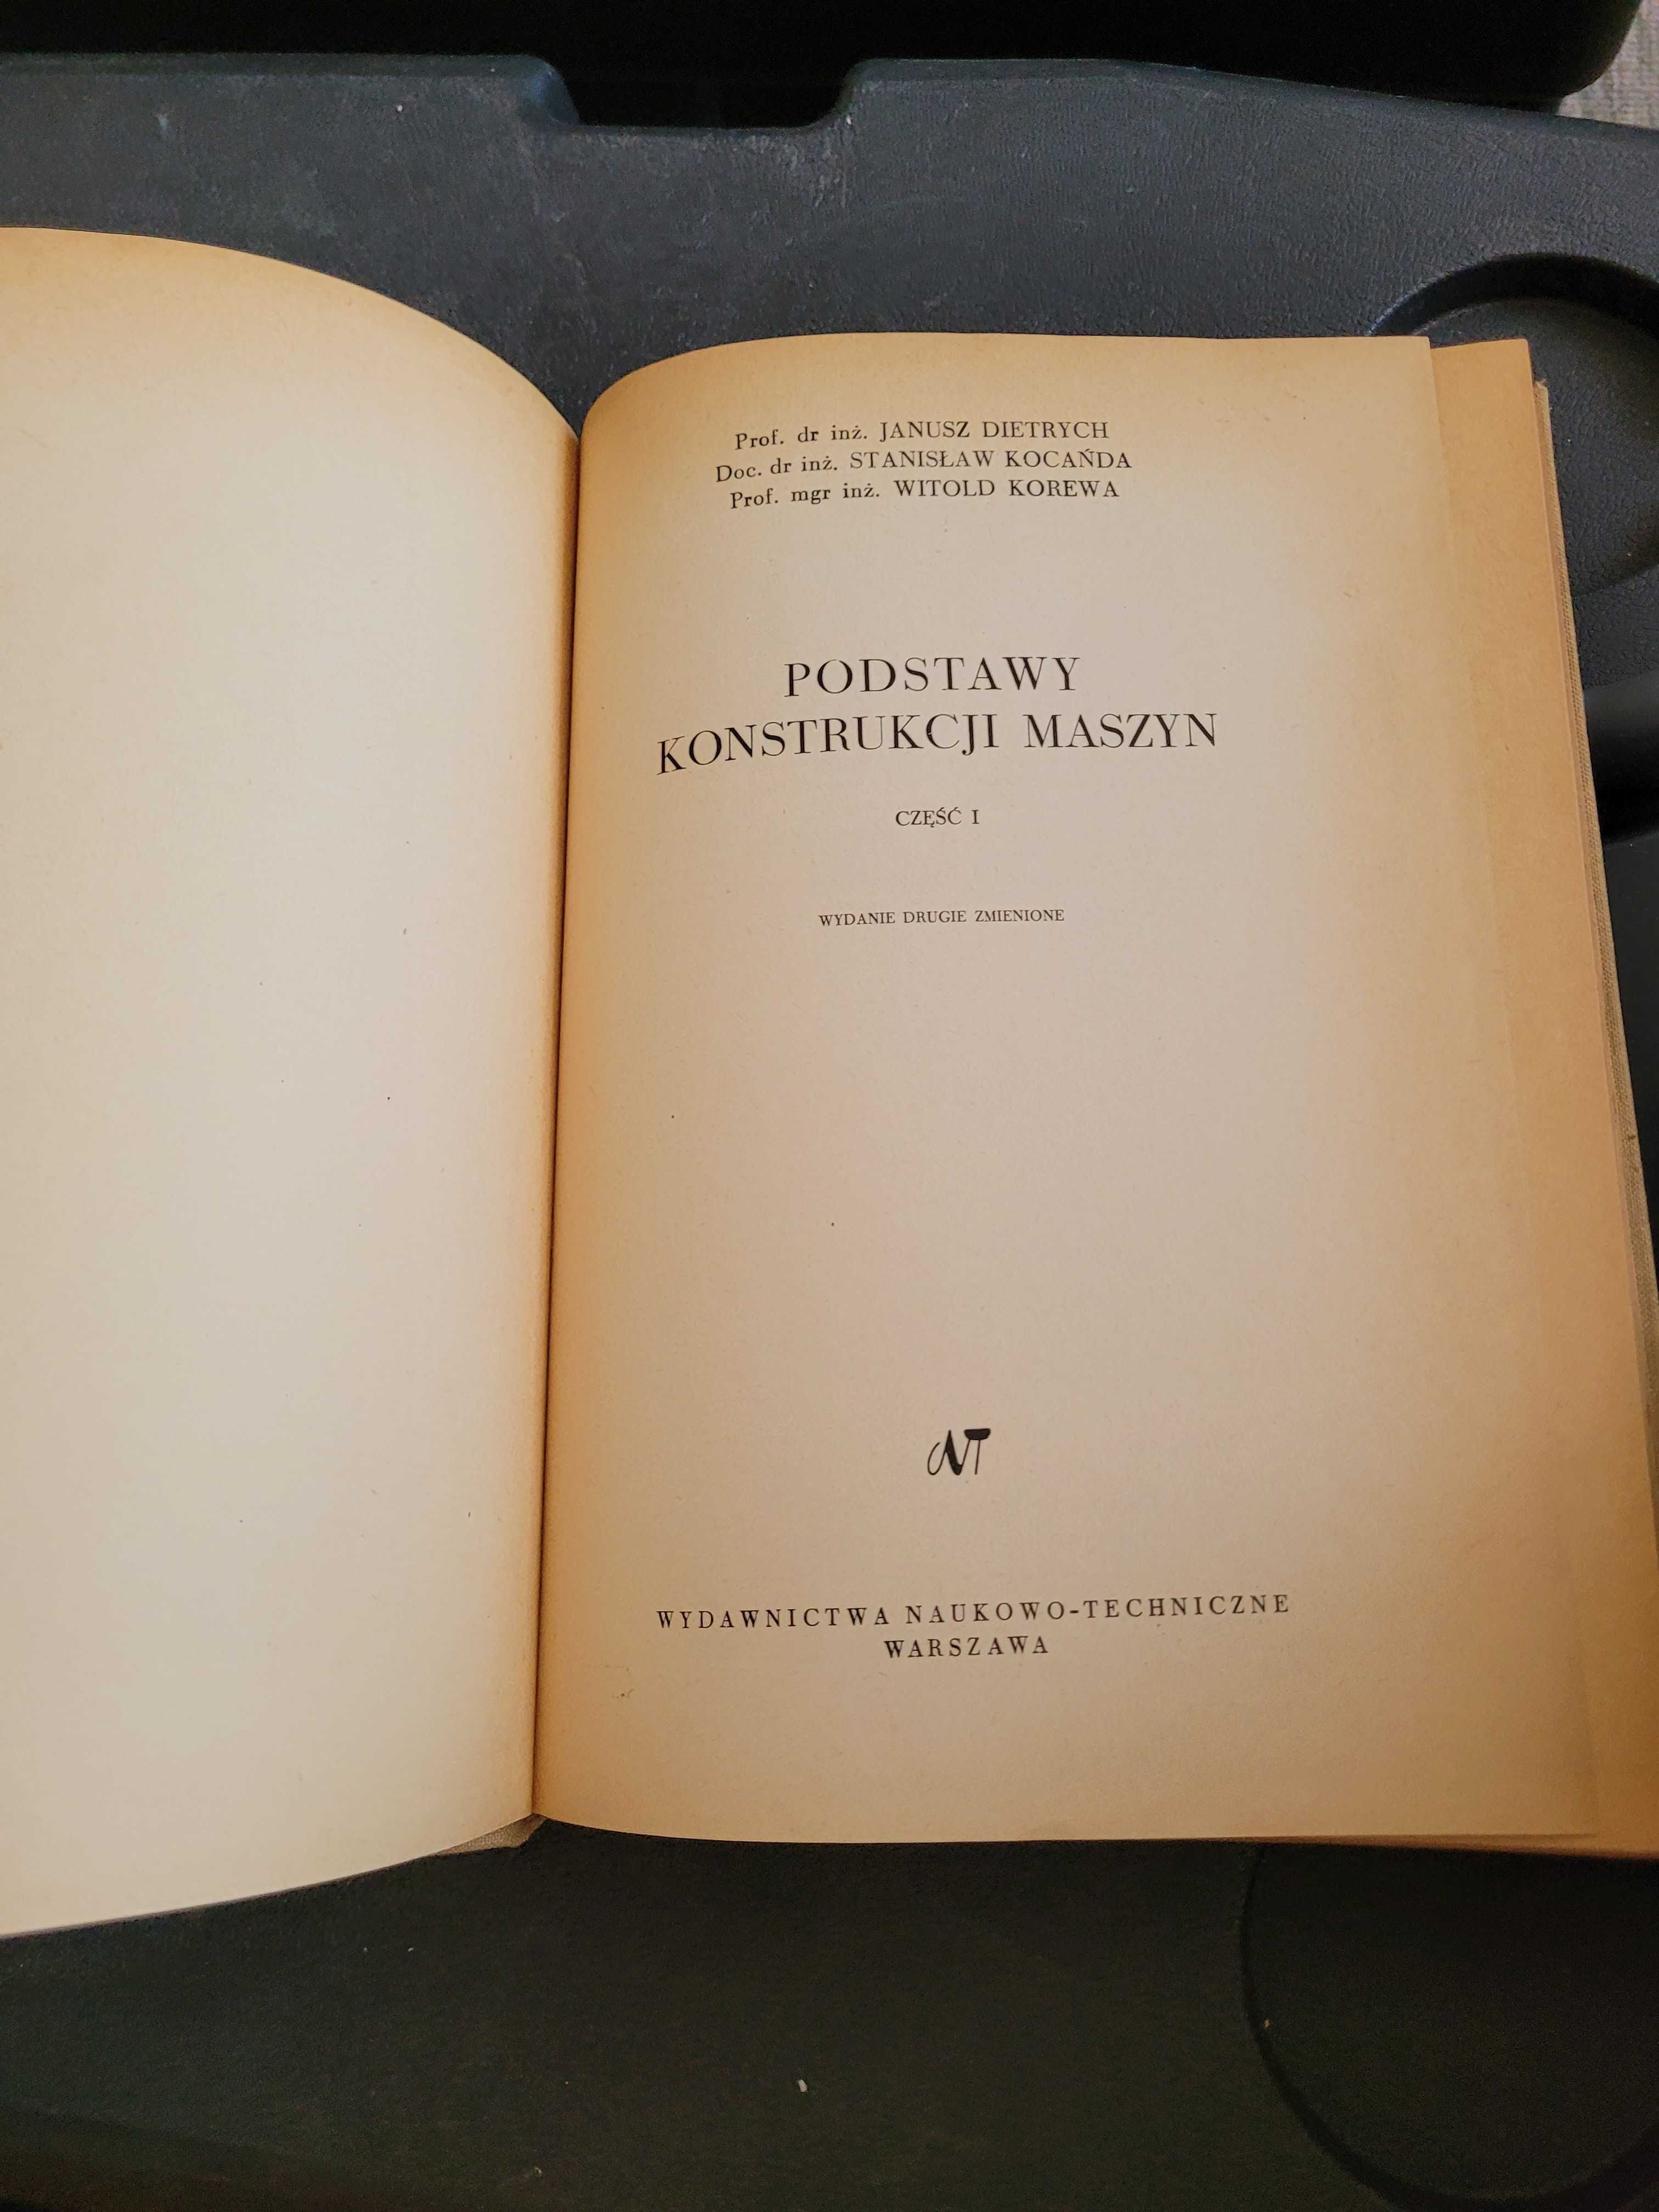 Prof. dr inż. JANUSZ DIETRYCH
Doc. dr inż. STANISŁAW KOCAŃDA
Prof. mgr inż. WITOLD KOREWA
PODSTAWY
KONSTRUKCJI MASZYN
CZĘŚĆ I
WYDANIE DRUGIE ZMIENIONE
NT
WYDAWNICTWA NAUKOWO-TECHNICZNE
WARSZAWA